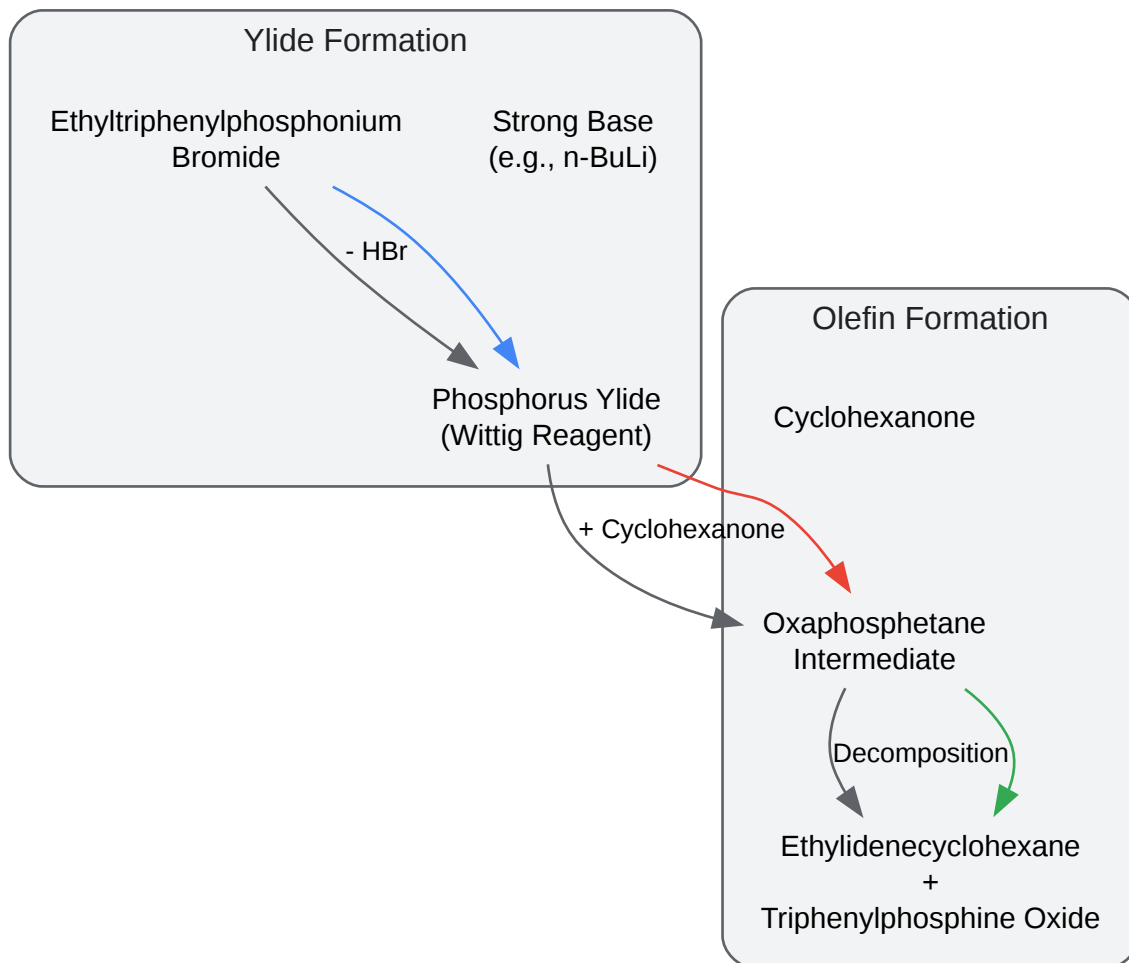 Ylide Formation
Ethyltriphenylphosphonium
Bromide
Strong Base
(e.g., n-BuLi)
- HBr
Phosphorus Ylide
(Wittig Reagent)
Olefin Formation
Cyclohexanone
+ Cyclohexanone
Oxaphosphetane
Intermediate
Decomposition
Ethylidenecyclohexane
+
Triphenylphosphine Oxide